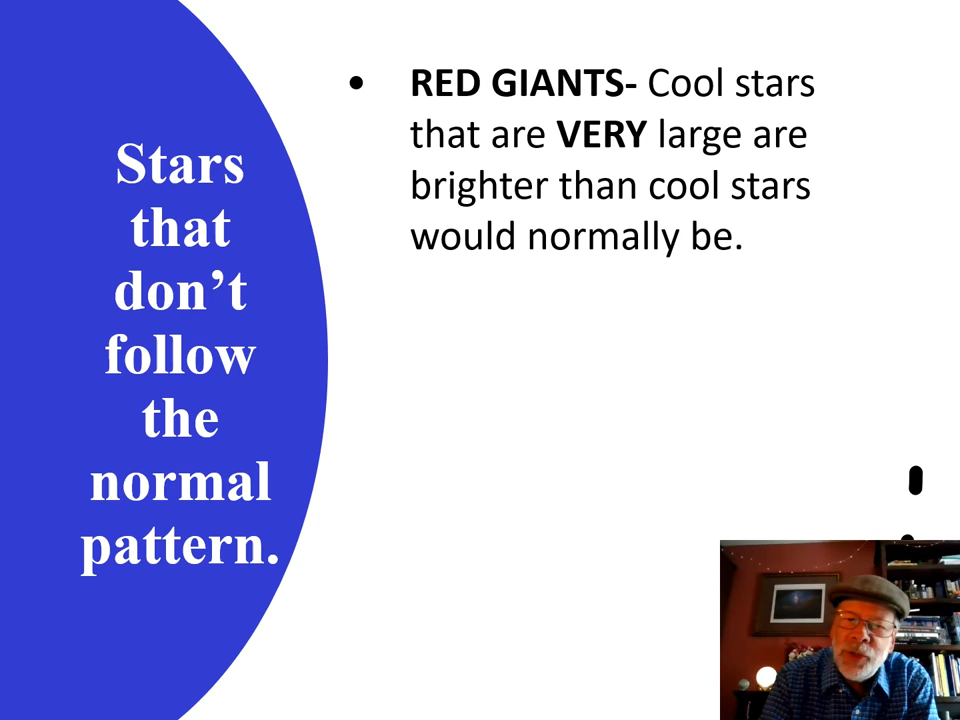 Stars
that
don’t
follow
the
normal
pattern.
• RED GIANTS- Cool stars
that are VERY large are
brighter than cool stars
would normally be.